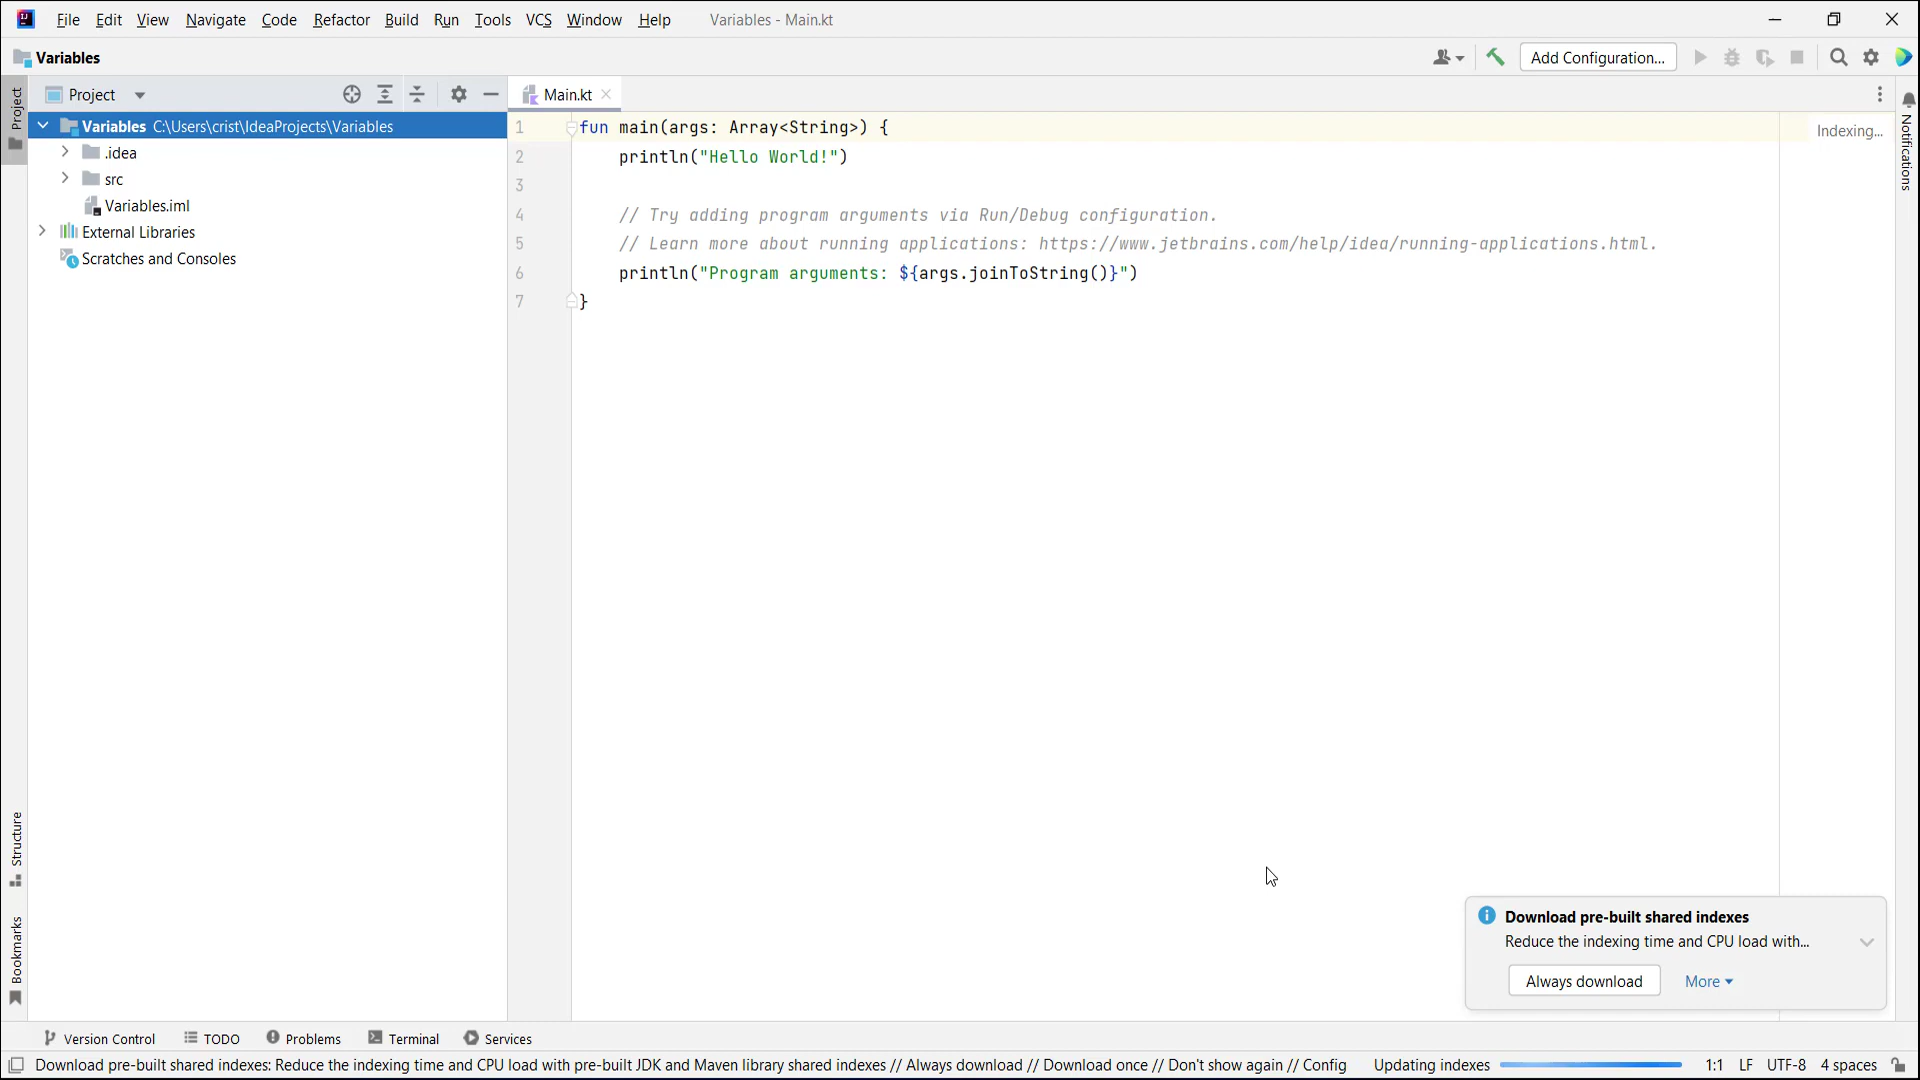 File Edit View Navigate Code Refactor Build Run Tools VCS Window Help Variables - Main.kt
Variables Add Configuration...
Project
Project
Main.kt
Variables C:\Users\crist\IdeaProjects\Variables
.idea
src
Variables.iml
External Libraries
Scratches and Consoles
1 fun main(args: Array<String>) {
2 println("Hello World!")
3
4 // Try adding program arguments via Run/Debug configuration.
5 // Learn more about running applications: https://www.jetbrains.com/help/idea/running-applications.html.
6 println("Program arguments: ${args.joinToString()}")
7 }
Indexing...
Notifications
Structure
Bookmarks
Download pre-built shared indexes
Reduce the indexing time and CPU load with...
Always download More
Version Control TODO Problems Terminal Services
Download pre-built shared indexes: Reduce the indexing time and CPU load with pre-built JDK and Maven library shared indexes // Always download // Download once // Don't show again // Config Updating indexes 1:1 LF UTF-8 4 spaces